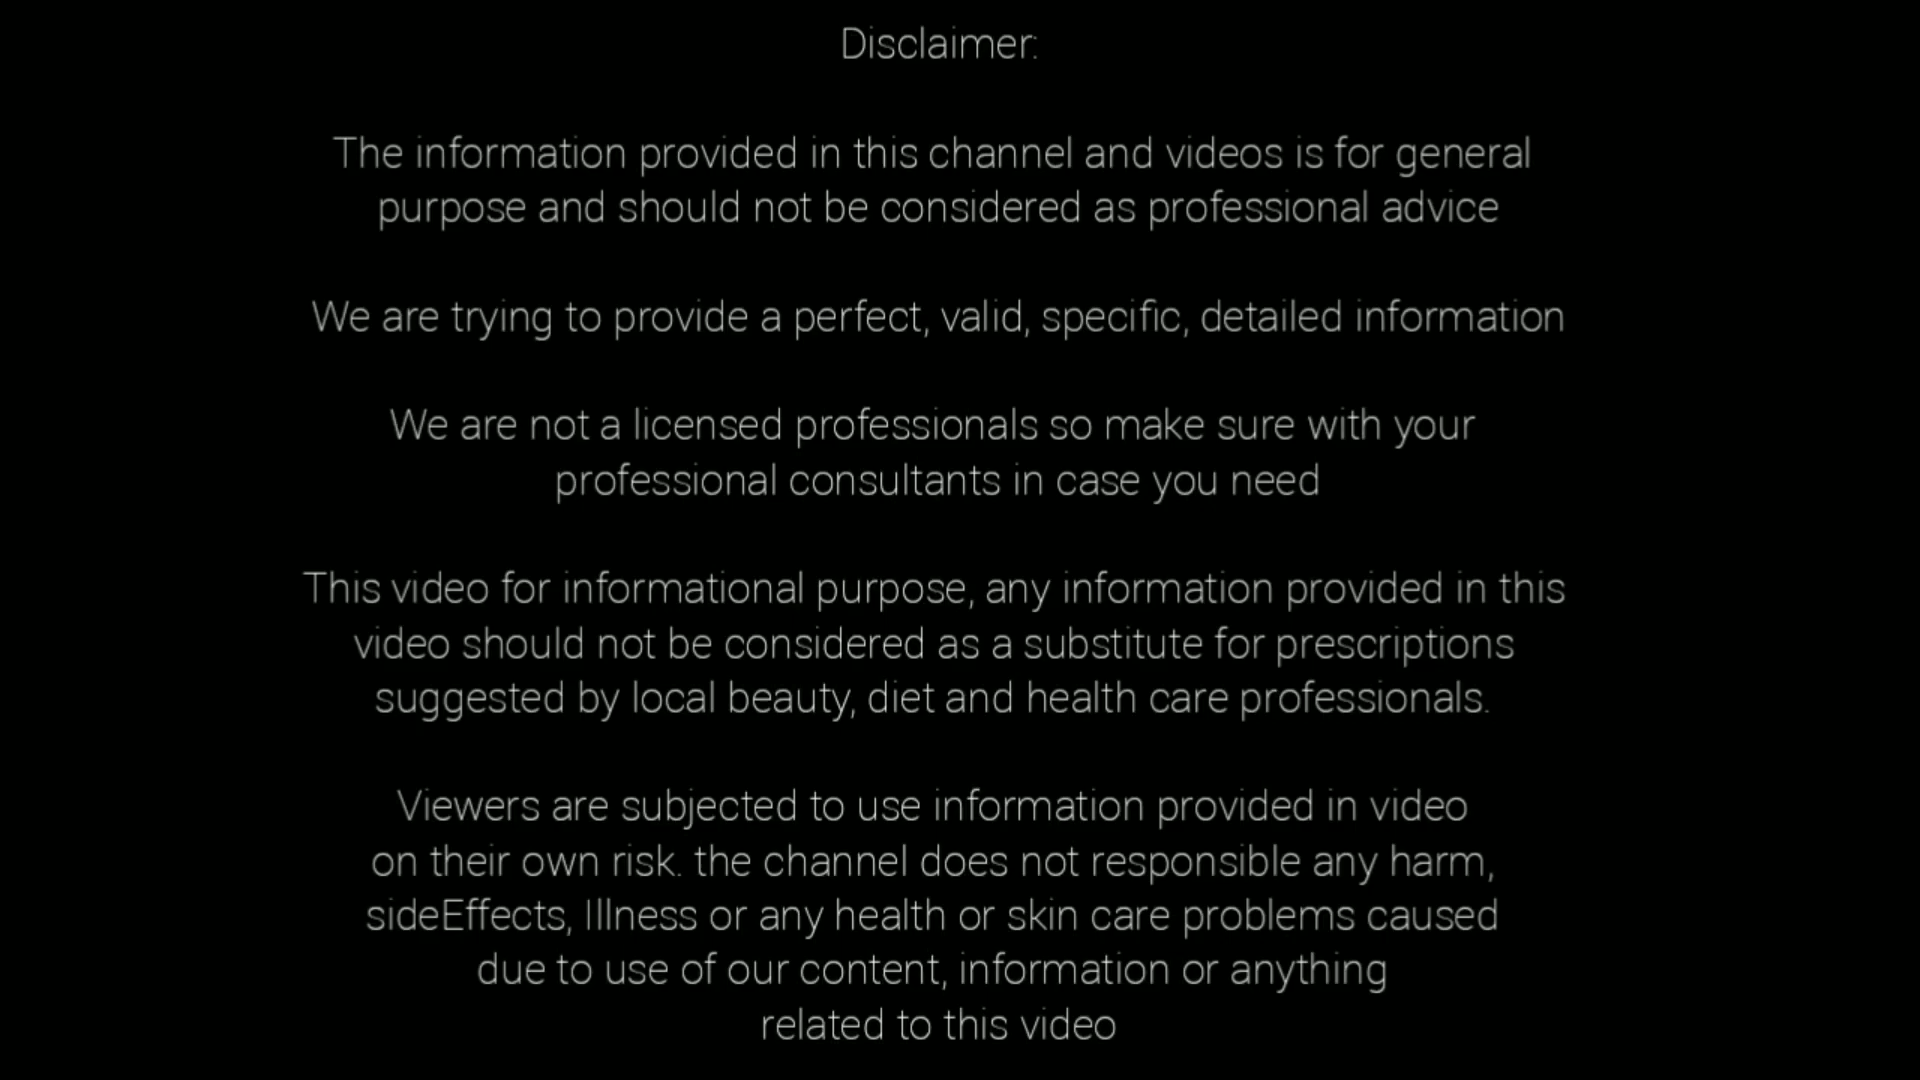 Disclaimer:
The information provided in this channel and videos is for general
purpose and should not be considered as professional advice
We are trying to provide a perfect, valid, specific, detailed information
We are not a licensed professionals so make sure with your
professional consultants in case you need
This video for informational purpose, any information provided in this
video should not be considered as a substitute for prescriptions
suggested by local beauty, diet and health care professionals.
Viewers are subjected to use information provided in video
on their own risk. the channel does not responsible any harm,
sideEffects, Illness or any health or skin care problems caused
due to use of our content, information or anything
related to this video